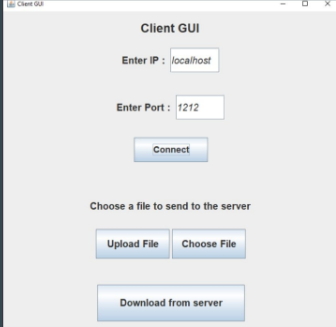 Client GUI
Client GUI
Enter IP : localhost
Enter Port : 1212
Connect
Choose a file to send to the server
Upload File Choose File
Download from server